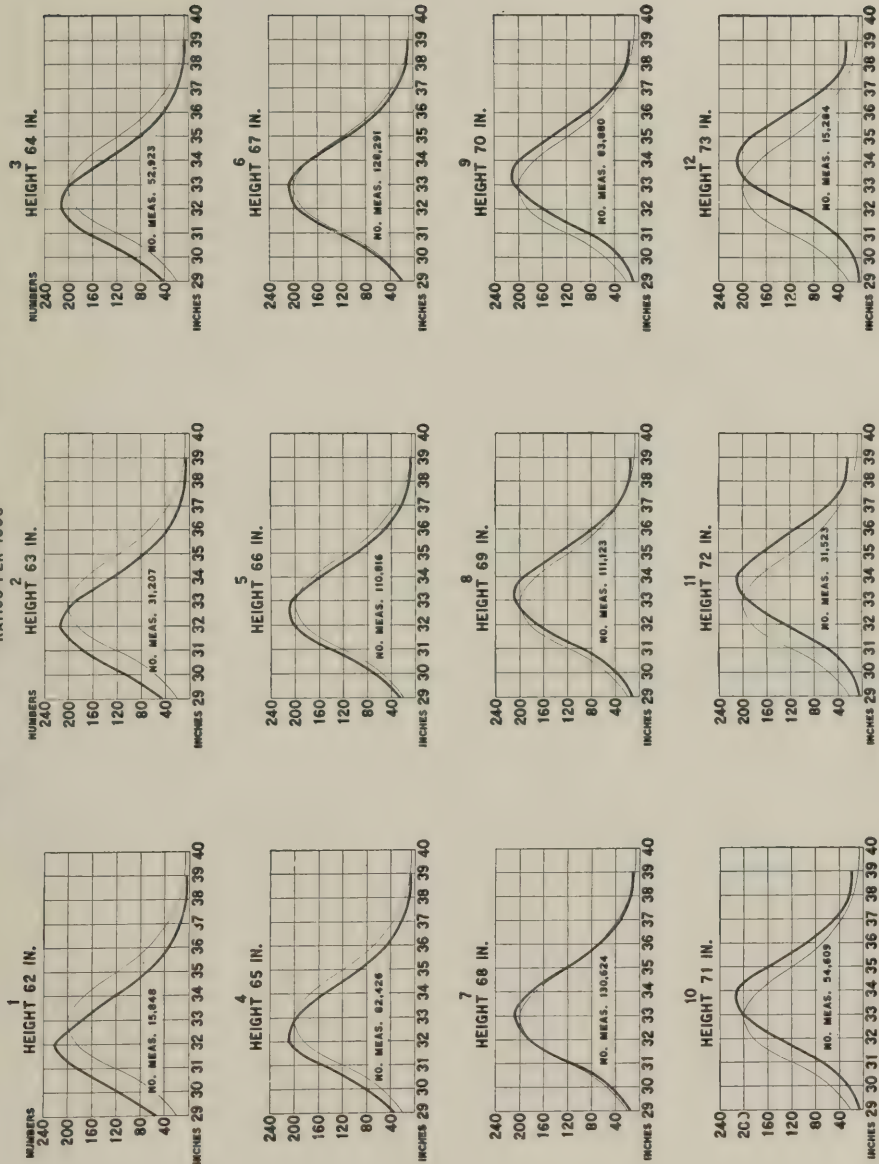 RATIOS PER 1000
1
HEIGHT 62 IN.
NUMBERS
240
200
160
120
80
40
NO. MEAS. 15,848
INCHES 29 30 31 32 33 34 35 36 37 38 39 40
2
HEIGHT 63 IN.
NUMBERS
240
200
160
120
80
40
NO. MEAS. 31,207
INCHES 29 30 31 32 33 34 35 36 37 38 39 40
3
HEIGHT 64 IN.
NUMBERS
240
200
160
120
80
40
NO. MEAS. 52,923
INCHES 29 30 31 32 33 34 35 36 37 38 39 40
4
HEIGHT 65 IN.
240
200
160
120
80
40
NO. MEAS. 82,426
INCHES 29 30 31 32 33 34 35 36 37 38 39 40
5
HEIGHT 66 IN.
240
200
160
120
80
40
NO. MEAS. 110,816
INCHES 29 30 31 32 33 34 35 36 37 38 39 40
6
HEIGHT 67 IN.
240
200
160
120
80
40
NO. MEAS. 128,291
INCHES 29 30 31 32 33 34 35 36 37 38 39 40
7
HEIGHT 68 IN.
240
200
160
120
80
40
NO. MEAS. 130,624
INCHES 29 30 31 32 33 34 35 36 37 38 39 40
8
HEIGHT 69 IN.
240
200
160
120
80
40
NO. MEAS. 111,123
INCHES 29 30 31 32 33 34 35 36 37 38 39 40
9
HEIGHT 70 IN.
240
200
160
120
80
40
NO. MEAS. 83,880
INCHES 29 30 31 32 33 34 35 36 37 38 39 40
10
HEIGHT 71 IN.
240
200
160
120
80
40
NO. MEAS. 54,609
INCHES 29 30 31 32 33 34 35 36 37 38 39 40
11
HEIGHT 72 IN.
240
200
160
120
80
40
NO. MEAS. 31,523
INCHES 29 30 31 32 33 34 35 36 37 38 39 40
12
HEIGHT 73 IN.
240
200
160
120
80
40
NO. MEAS. 15,284
INCHES 29 30 31 32 33 34 35 36 37 38 39 40